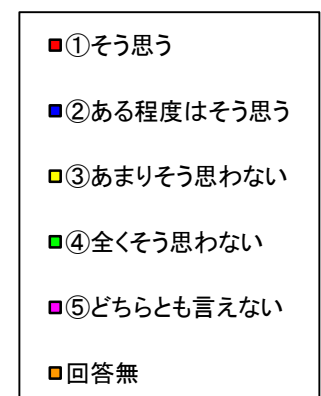 ①そう思う
②ある程度はそう思う
③あまりそう思わない
④全くそう思わない
⑤どちらとも言えない
回答無